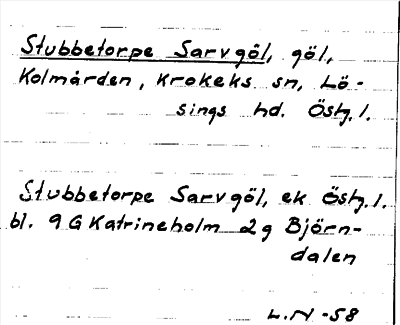 Stubbetorpe Sarvgöl, göl,
Kolmården, Krokeks sn, Lö-
sings hd. Östg. l.
Stubbetorpe Sarvgöl, ek Östg. l.
bl. 9 G Katrineholm 2 g Björn-
dalen
L.N -58